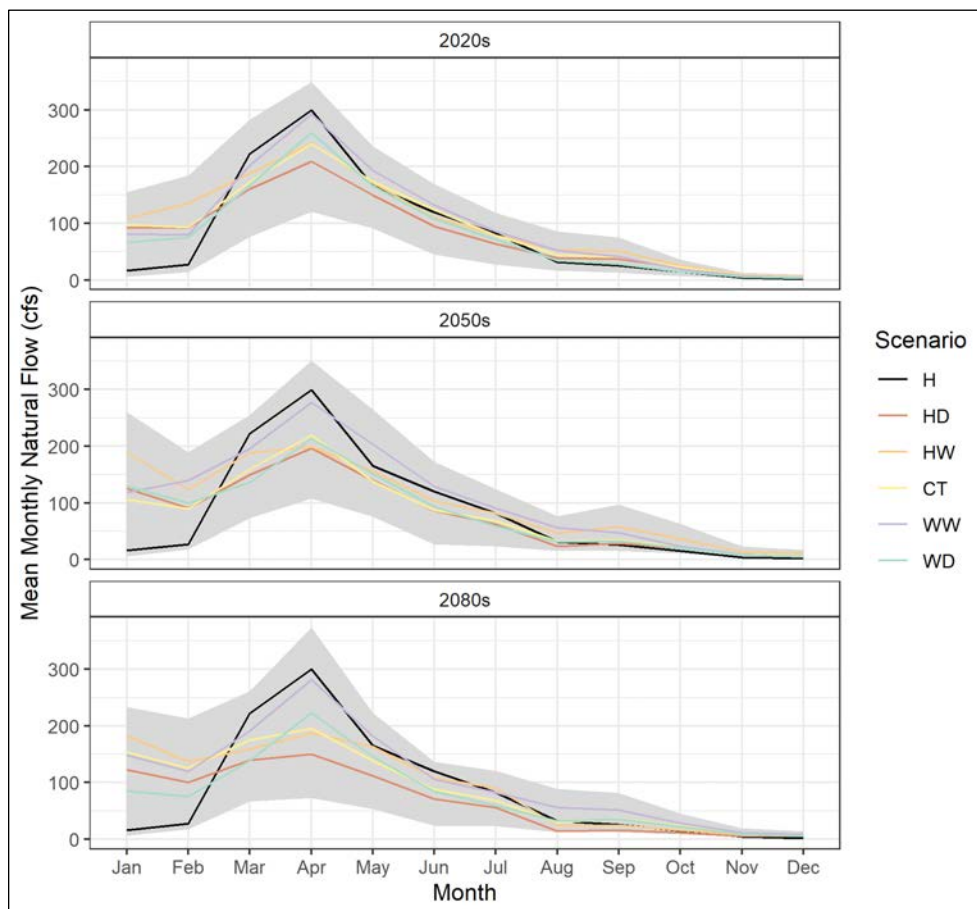 2020s
300
200
100
0
2050s
300
200
100
0
2080s
300
200
100
0
Jan Feb Mar Apr May Jun Jul Aug Sep Oct Nov Dec
Month
Mean Monthly Natural Flow (cfs)
Scenario
H
HD
HW
CT
WW
WD